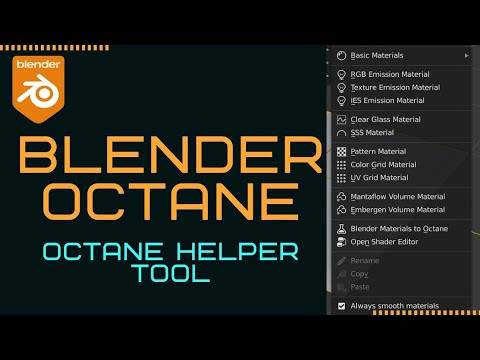 blender
BLENDER
OCTANE
OCTANE HELPER
TOOL
Basic Materials
RGB Emission Material
Texture Emission Material
IES Emission Material
Clear Glass Material
SSS Material
Pattern Material
Color Grid Material
UV Grid Material
Mantaflow Volume Material
Embergen Volume Material
Blender Materials to Octane
Open Shader Editor
Rename
Copy
Paste
Always smooth materials